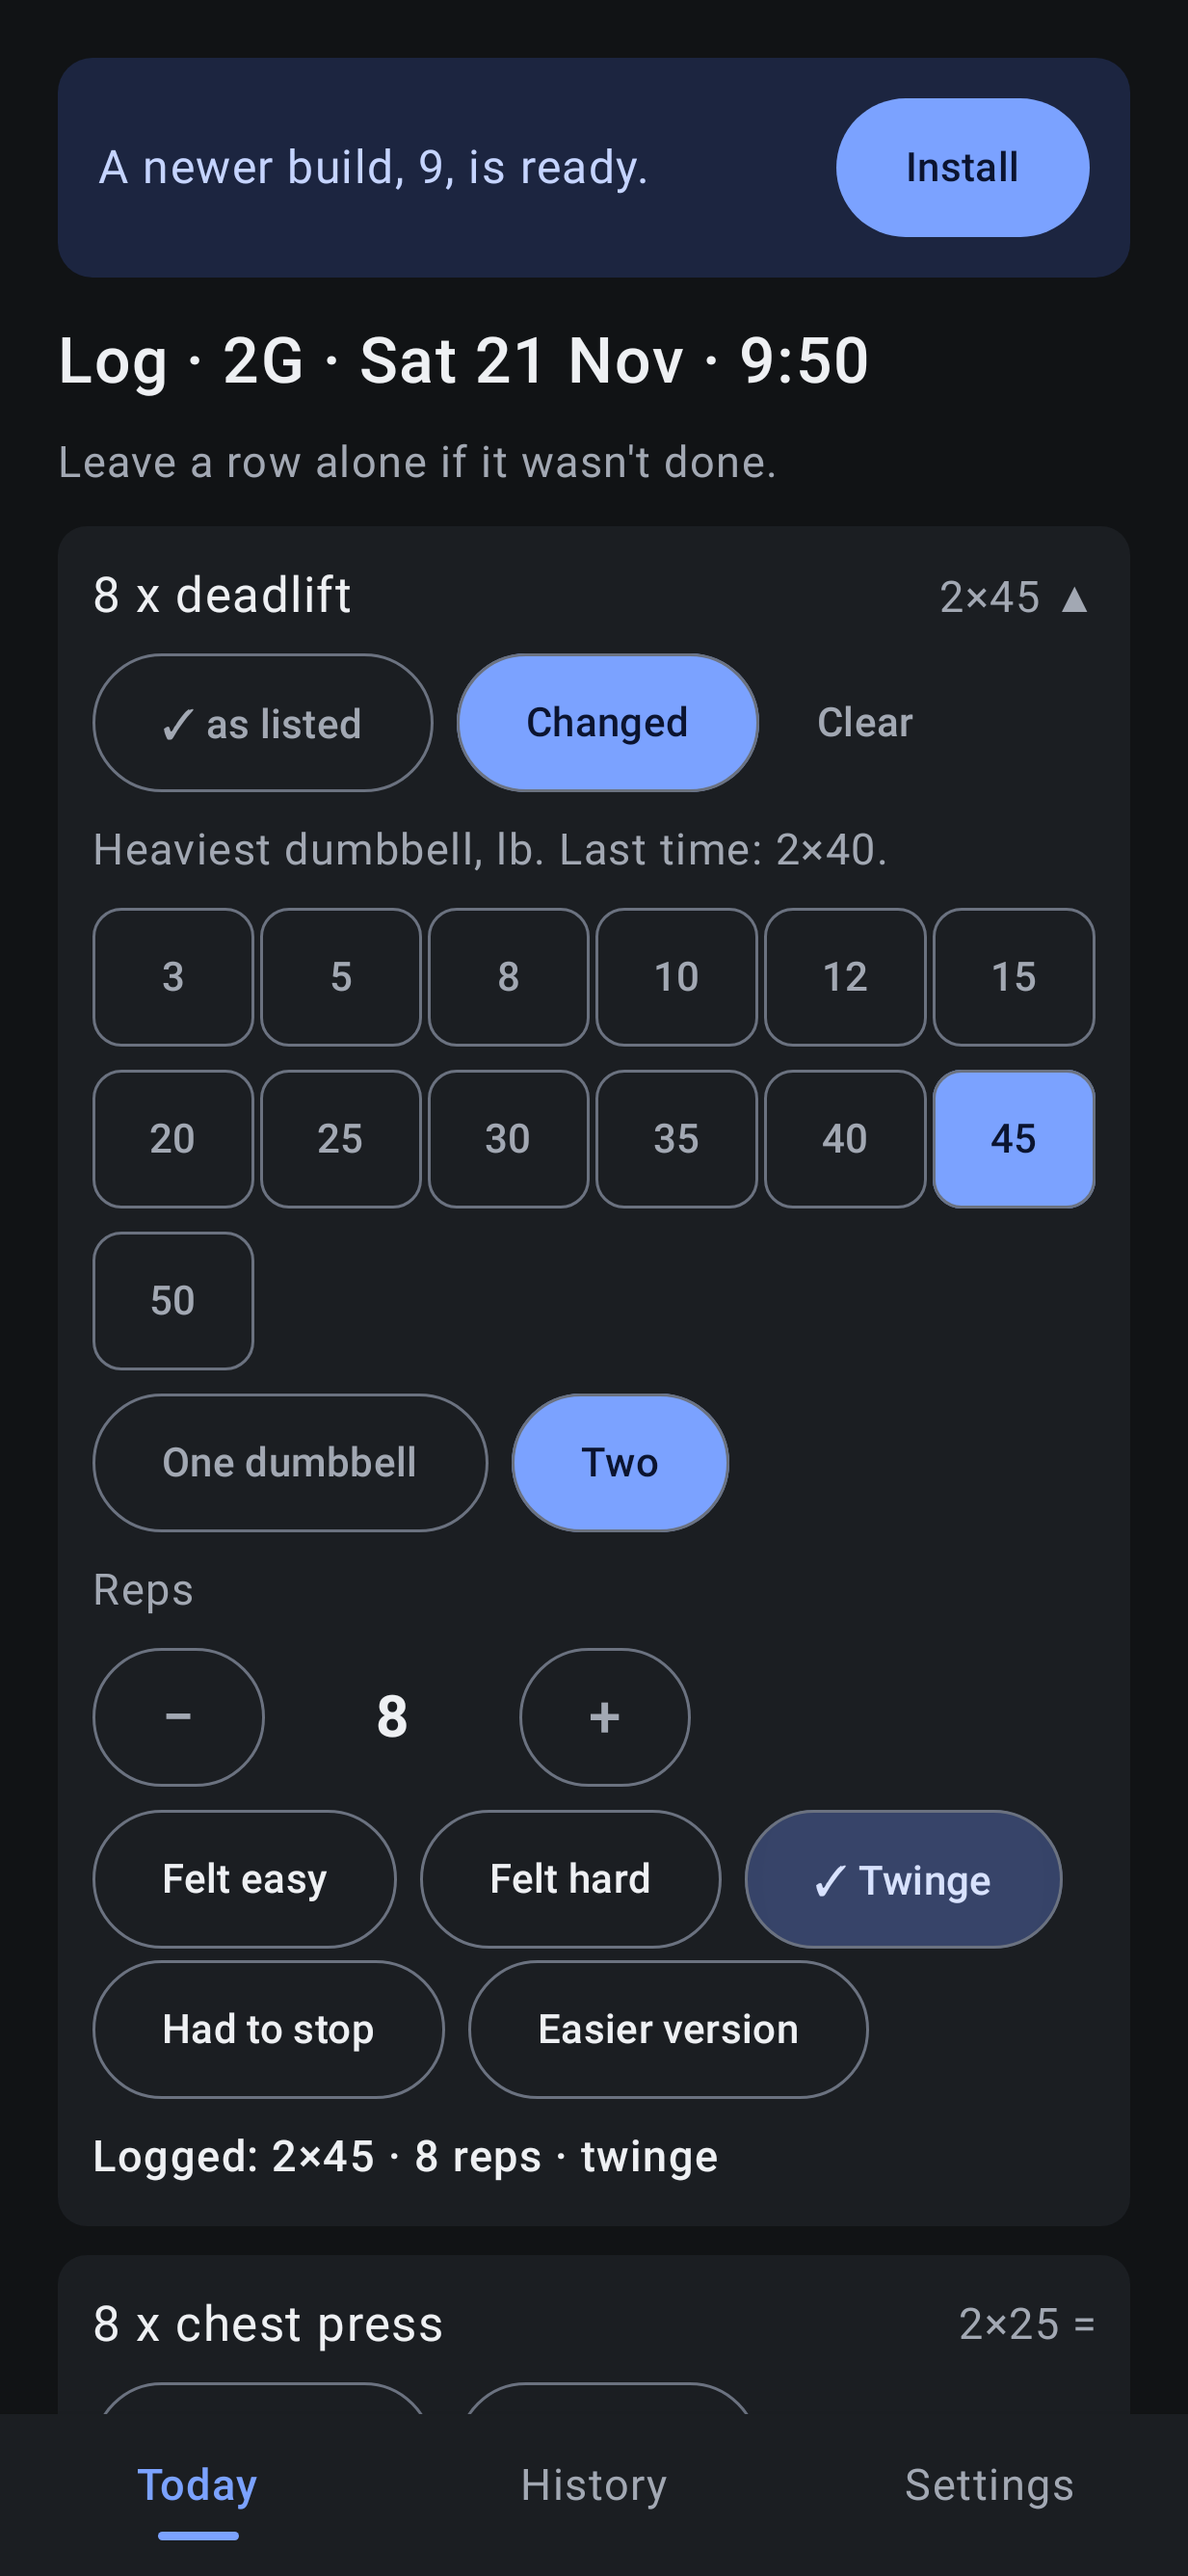 A newer build, 9, is ready. Install
Log · 2G · Sat 21 Nov · 9:50
Leave a row alone if it wasn't done.
8 x deadlift 2×45 ▲
✓ as listed Changed Clear
Heaviest dumbbell, lb. Last time: 2×40.
3 5 8 10 12 15
20 25 30 35 40 45
50
One dumbbell Two
Reps
− 8 +
Felt easy Felt hard ✓ Twinge
Had to stop Easier version
Logged: 2×45 · 8 reps · twinge
8 x chest press 2×25 =
Today History Settings